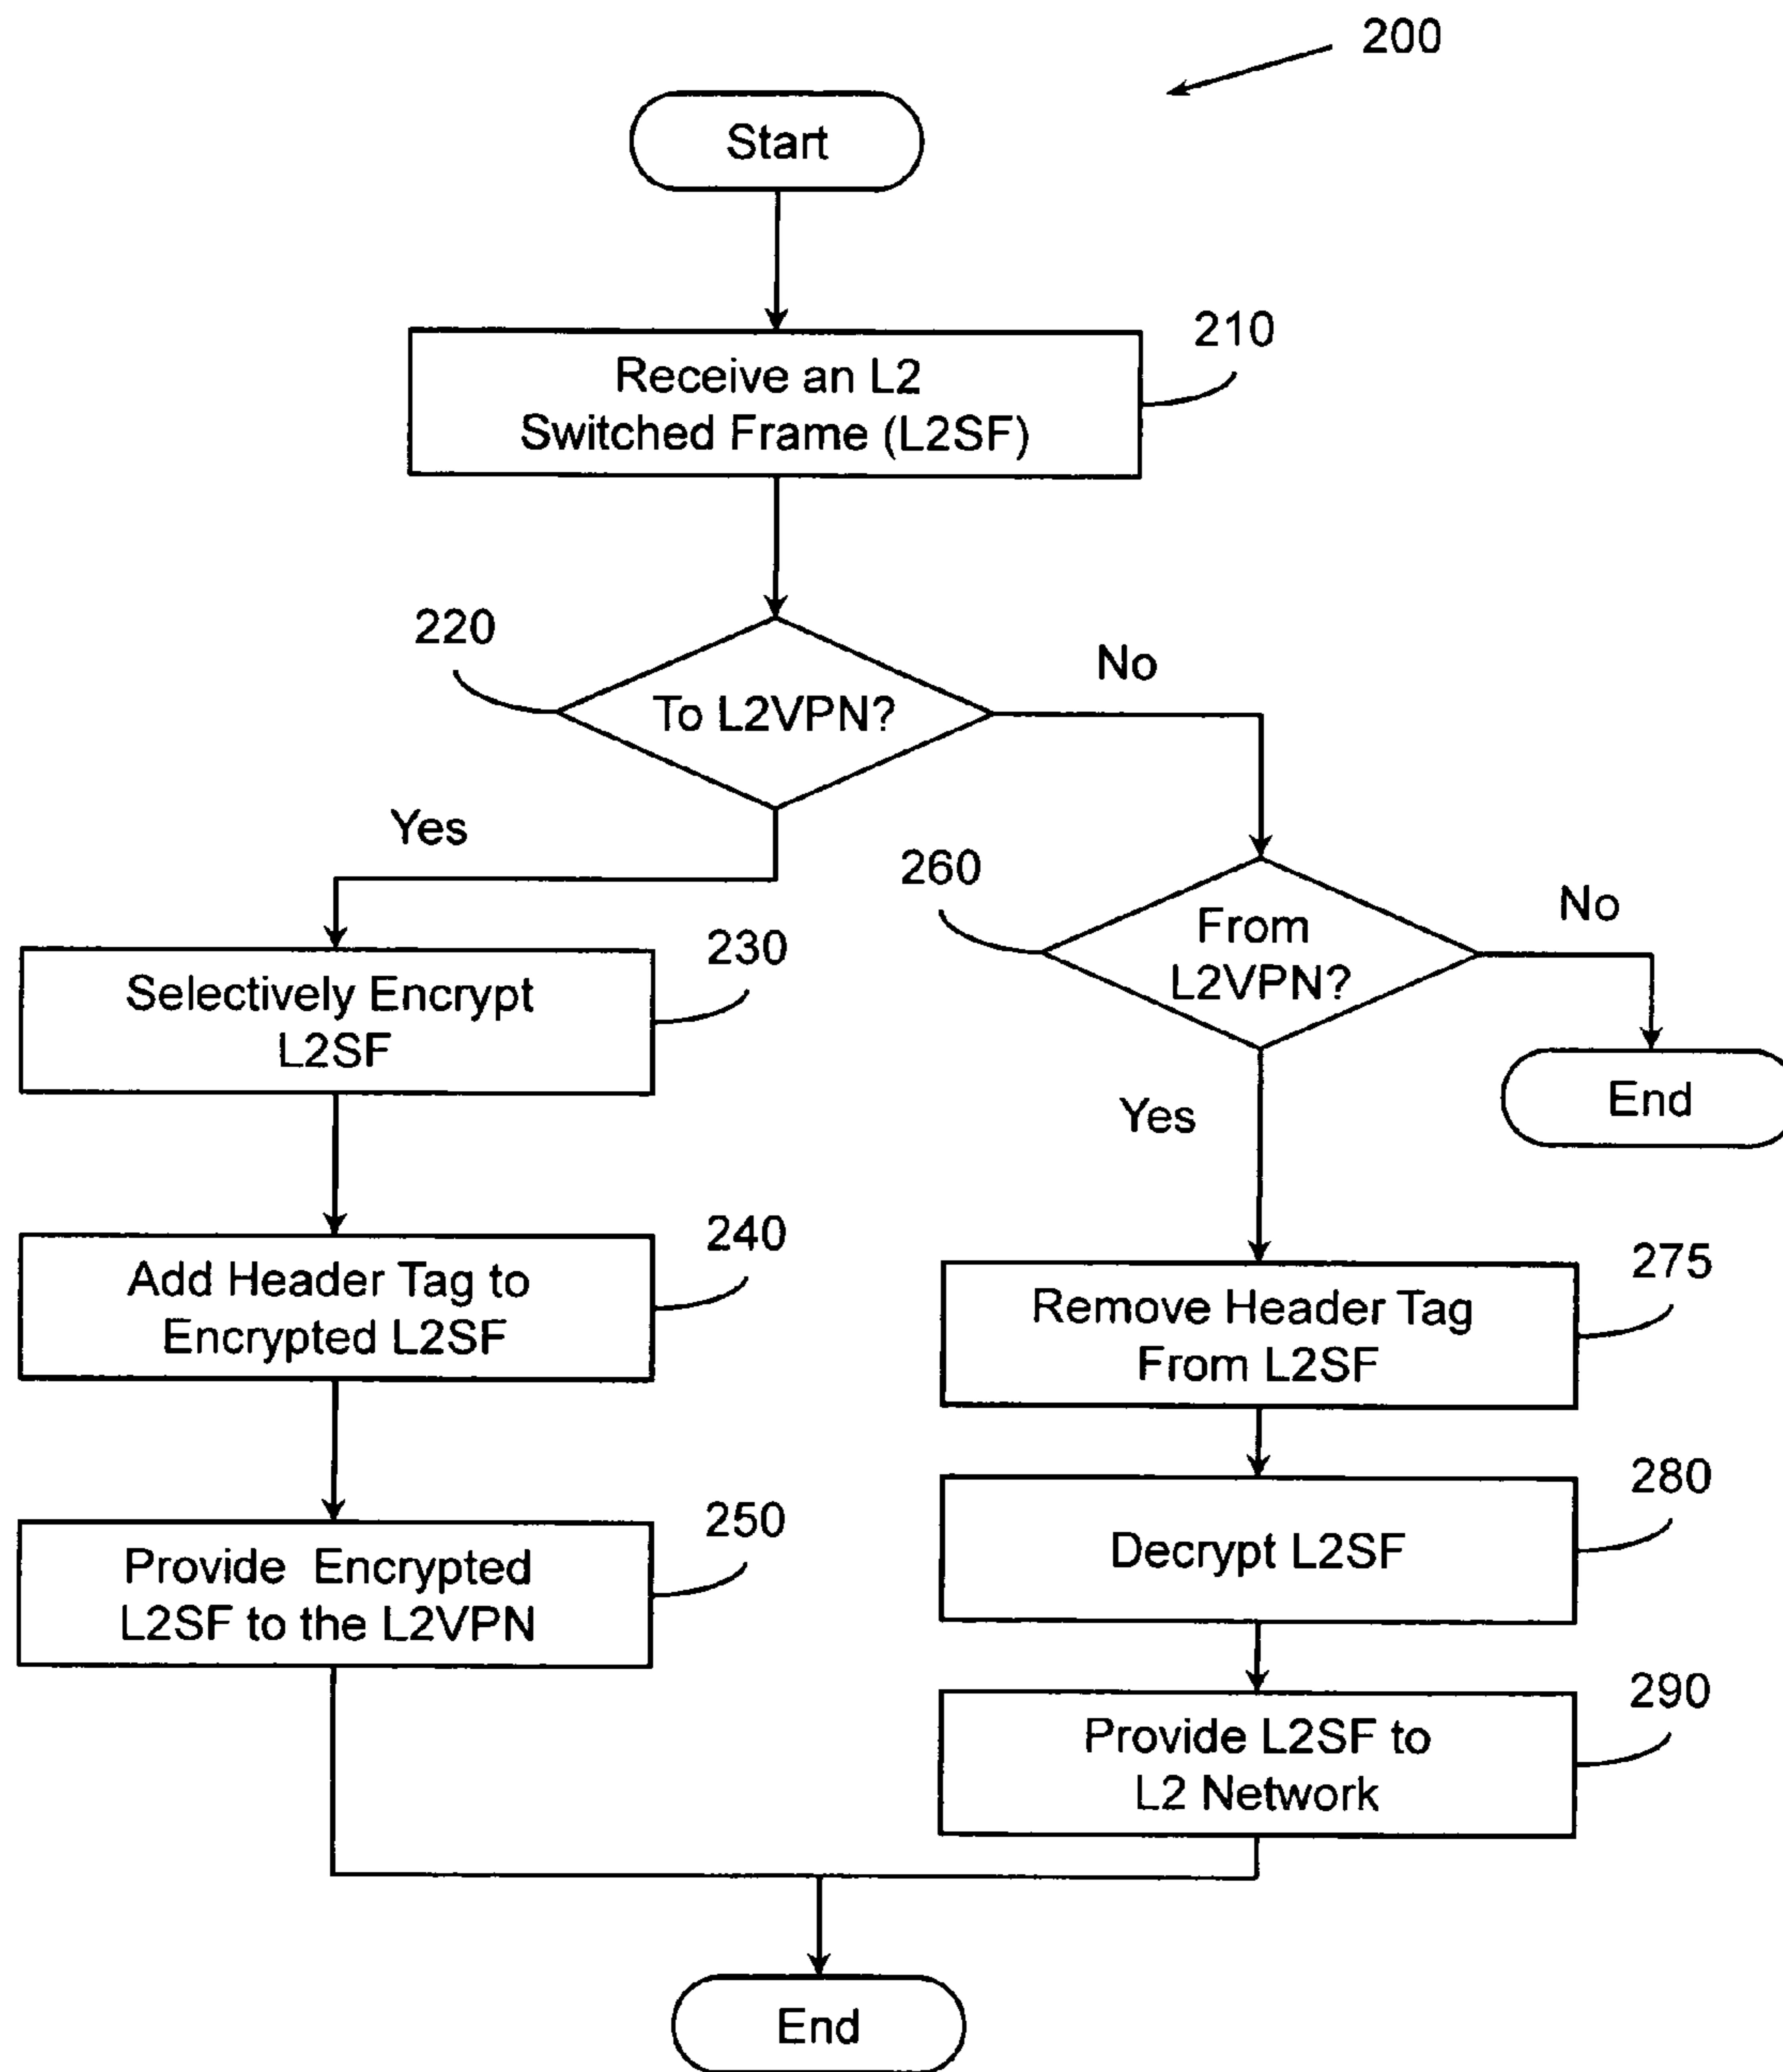 200
Start
210
Receive an L2
Switched Frame (L2SF)
220
To L2VPN?
No
Yes
260
From
L2VPN?
No
230
Selectively Encrypt
L2SF
End
Yes
240
Add Header Tag to
Encrypted L2SF
275
Remove Header Tag
From L2SF
250
Provide Encrypted
L2SF to the L2VPN
280
Decrypt L2SF
290
Provide L2SF to
L2 Network
End